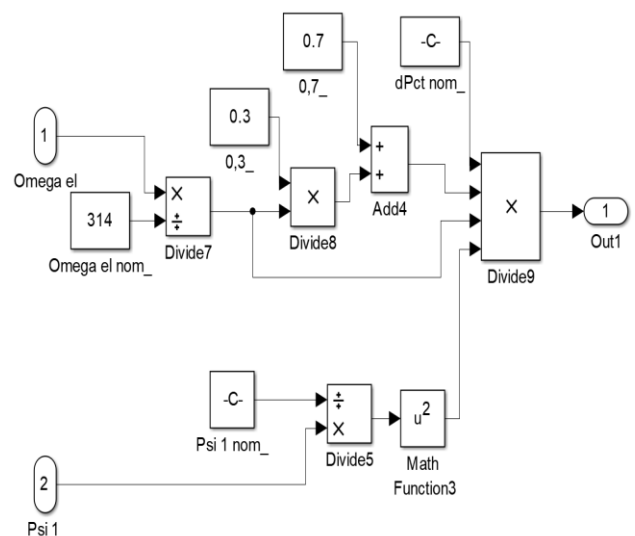 0.7
0,7_
-C-
dPct nom_
0.3
0,3_
1
Omega el
314
Omega el nom_
×
÷
Divide7
×
Divide8
+
+
Add4
×
Divide9
1
Out1
-C-
Psi 1 nom_
÷
×
Divide5
u²
Math
Function3
2
Psi 1